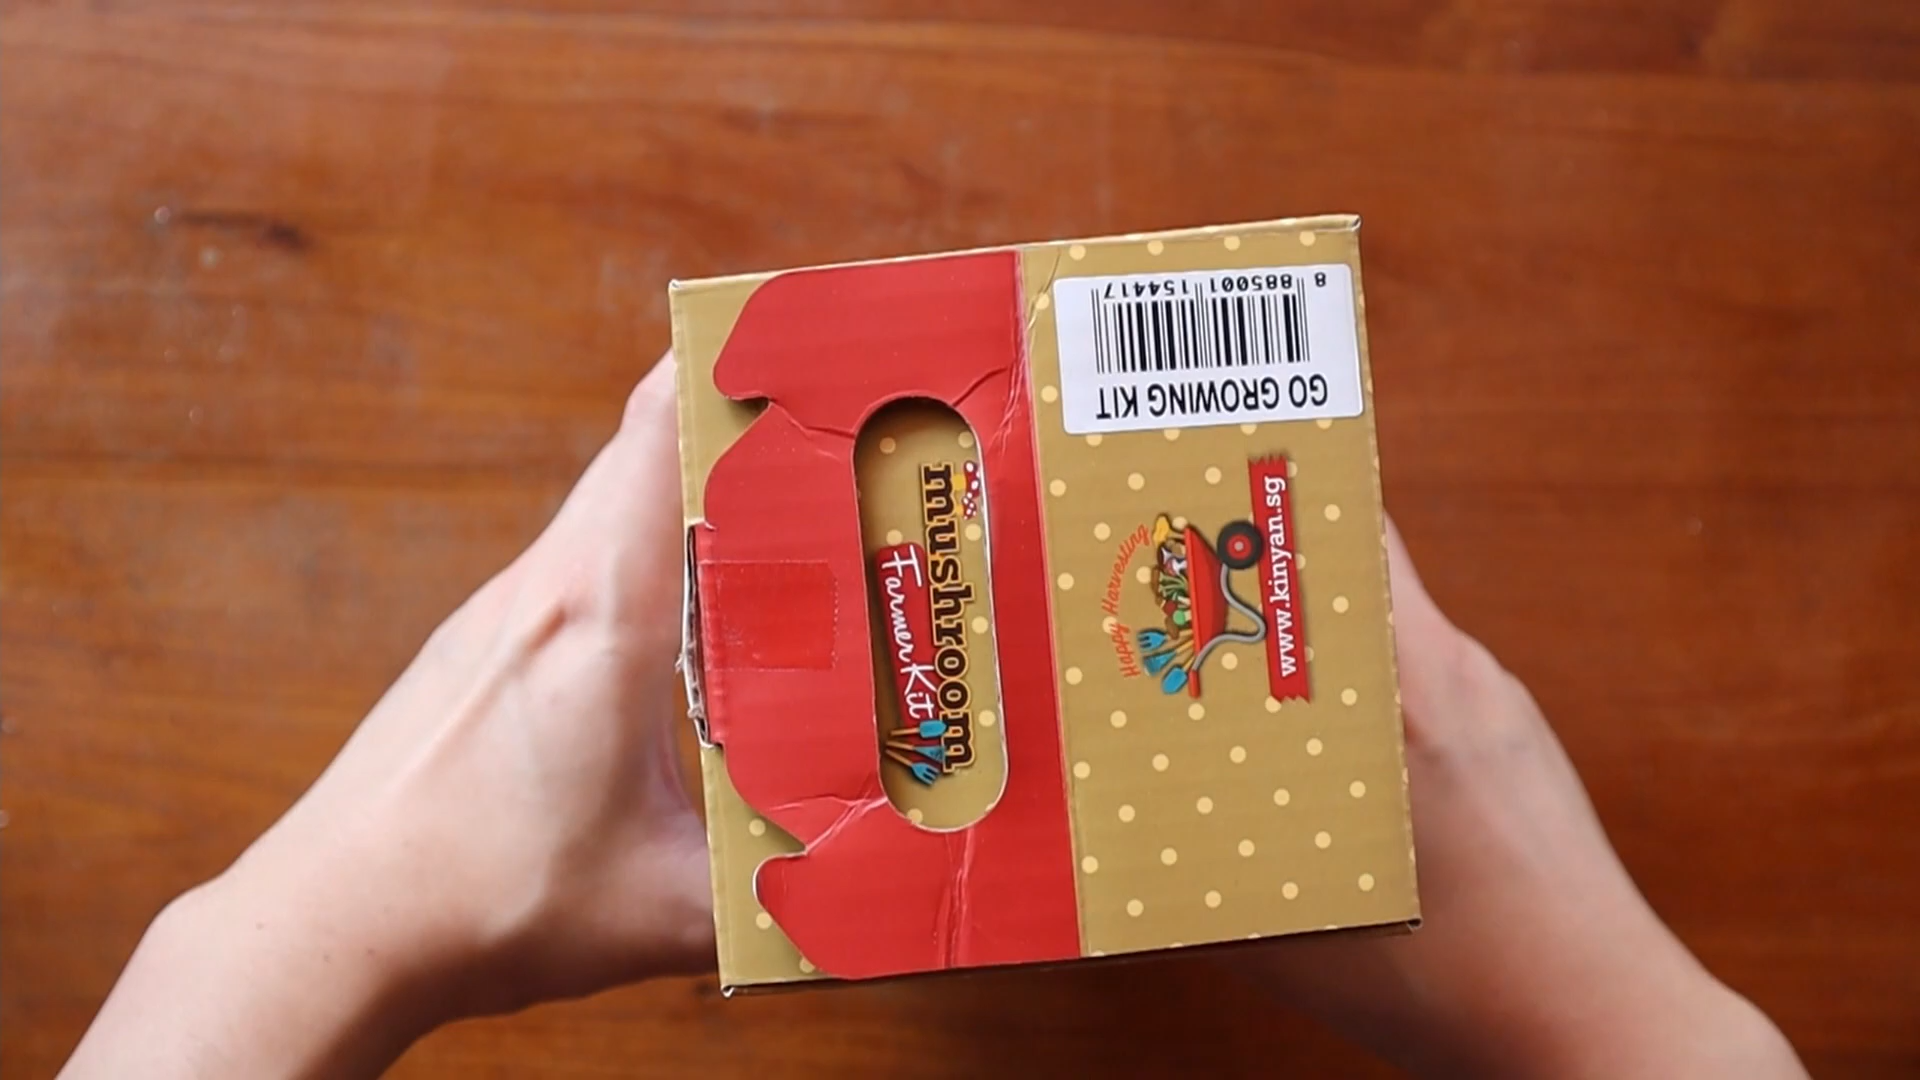 GO GROWING KIT
8 885001 154417
mushroom
Farmer Kit
Happy Harvesting
www.kinyan.sg